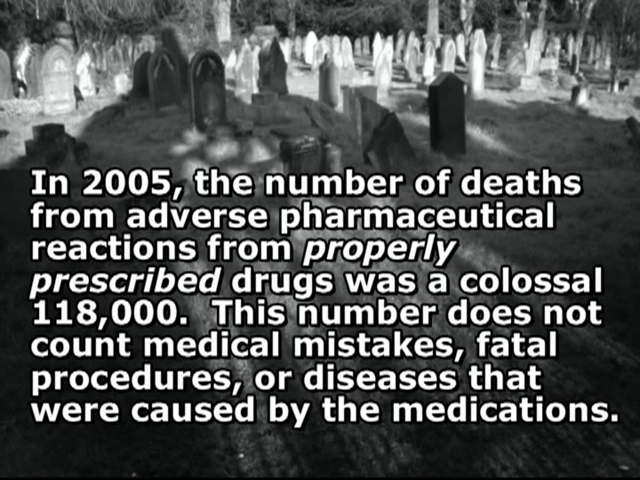 In 2005, the number of deaths
from adverse pharmaceutical
reactions from properly
prescribed drugs was a colossal
118,000.  This number does not
count medical mistakes, fatal
procedures, or diseases that
were caused by the medications.